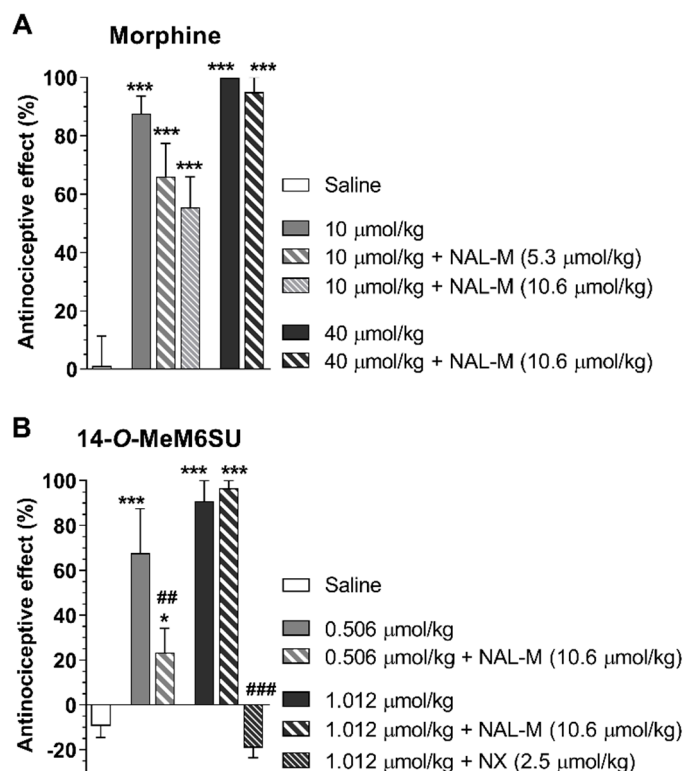 A
Morphine
Antinociceptive effect (%)
100
80
60
40
20
0
***
***
***
***
***
Saline
10 μmol/kg
10 μmol/kg + NAL-M (5.3 μmol/kg)
10 μmol/kg + NAL-M (10.6 μmol/kg)
40 μmol/kg
40 μmol/kg + NAL-M (10.6 μmol/kg)
B
14-O-MeM6SU
Antinociceptive effect (%)
100
80
60
40
20
0
-20
***
##
*
***
***
###
Saline
0.506 μmol/kg
0.506 μmol/kg + NAL-M (10.6 μmol/kg)
1.012 μmol/kg
1.012 μmol/kg + NAL-M (10.6 μmol/kg)
1.012 μmol/kg + NX (2.5 μmol/kg)